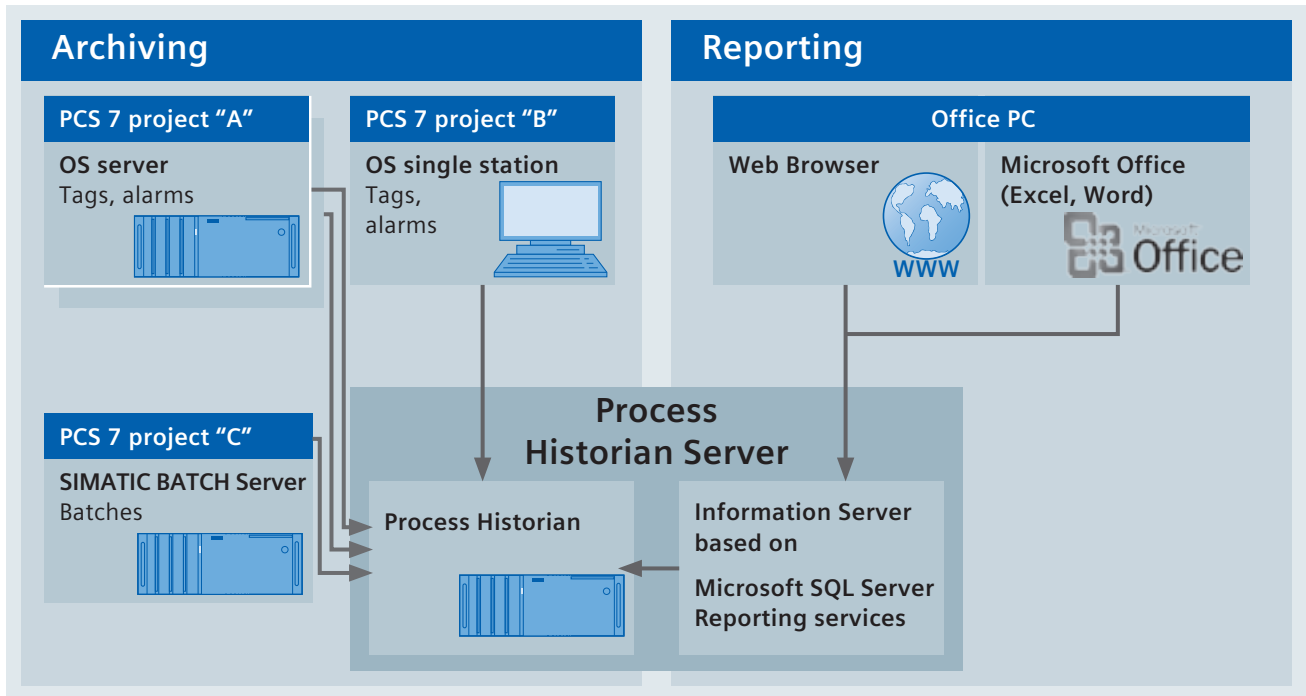 Archiving
Reporting
PCS 7 project “A”
OS server
Tags, alarms
PCS 7 project “B”
OS single station
Tags,
alarms
Office PC
Web Browser
WWW
Microsoft Office
(Excel, Word)
Microsoft
Office
PCS 7 project “C”
SIMATIC BATCH Server
Batches
Process
Historian Server
Process Historian
Information Server
based on
Microsoft SQL Server
Reporting services